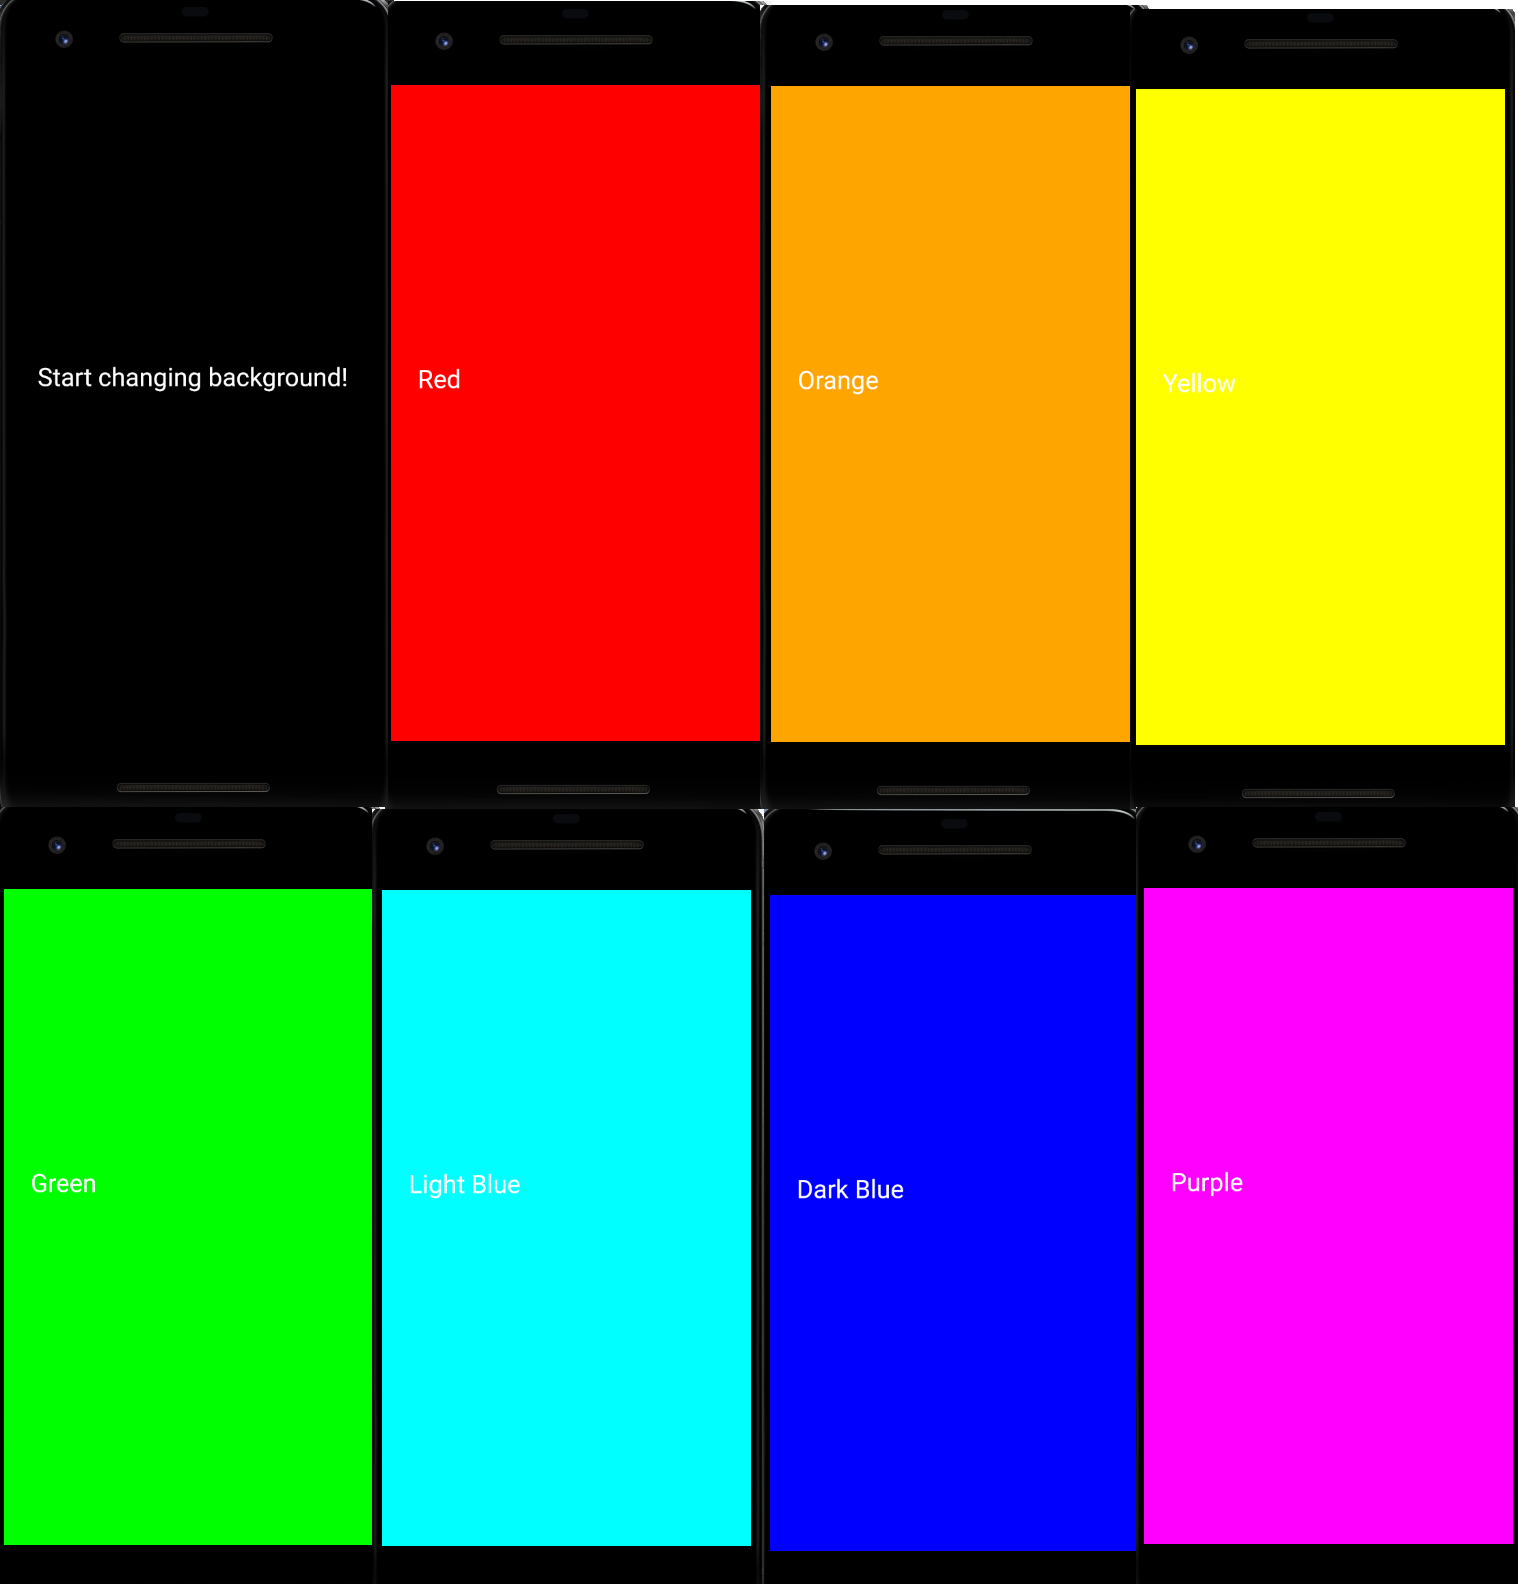 Start changing background!
Red
Orange
Yellow
Green
Light Blue
Dark Blue
Purple